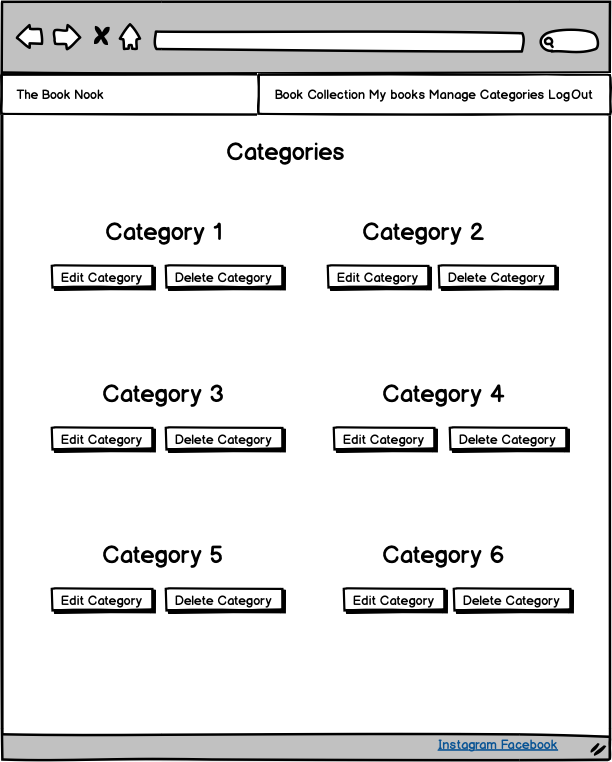 The Book Nook
Book Collection My books Manage Categories LogOut
Categories
Category 1 Category 2
Edit Category Delete Category Edit Category Delete Category
Category 3 Category 4
Edit Category Delete Category Edit Category Delete Category
Category 5 Category 6
Edit Category Delete Category Edit Category Delete Category
Instagram Facebook